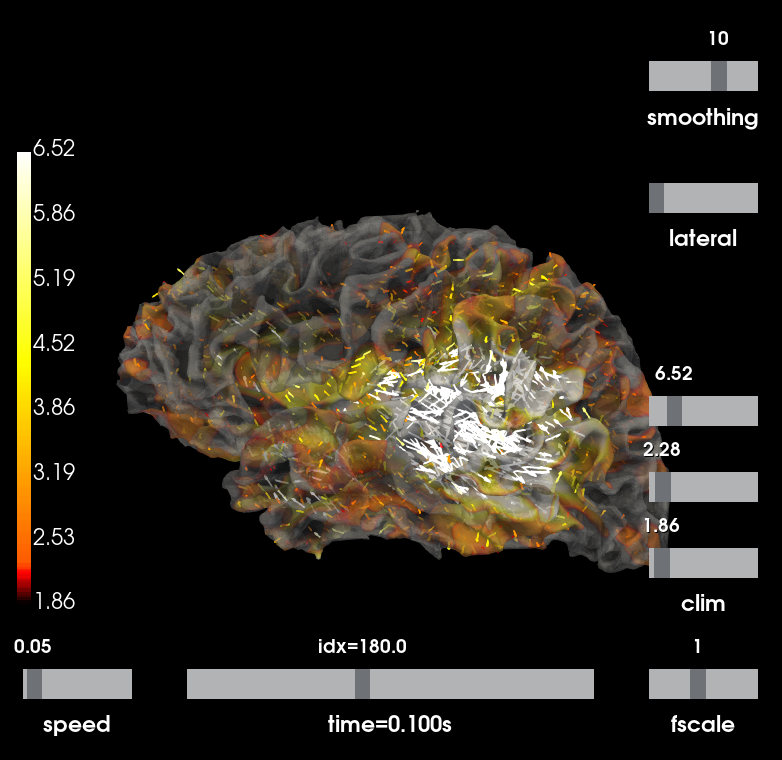 10
smoothing
lateral
6.52
5.86
5.19
4.52
3.86
3.19
2.53
1.86
6.52
2.28
1.86
clim
0.05
speed
idx=180.0
time=0.100s
1
fscale